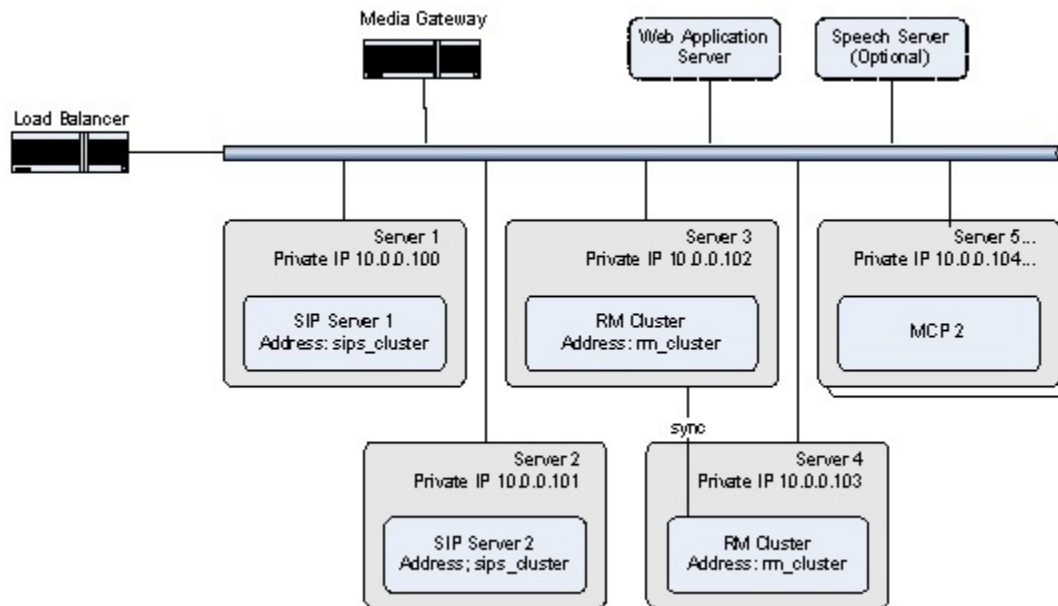 Media Gateway
Web Application
Server
Speech Server
(Optional)
Load Balancer
Server 1
Private IP 10.0.0.100
SIP Server 1
Address: sips_cluster
Server 3
Private IP 10.0.0.102
RM Cluster
Address: rm_cluster
Server 5...
Private IP 10.0.0.104...
MCP 2
sync
Server 2
Private IP 10.0.0.101
SIP Server 2
Address; sips_cluster
Server 4
Private IP 10.0.0.103
RM Cluster
Address: rm_cluster